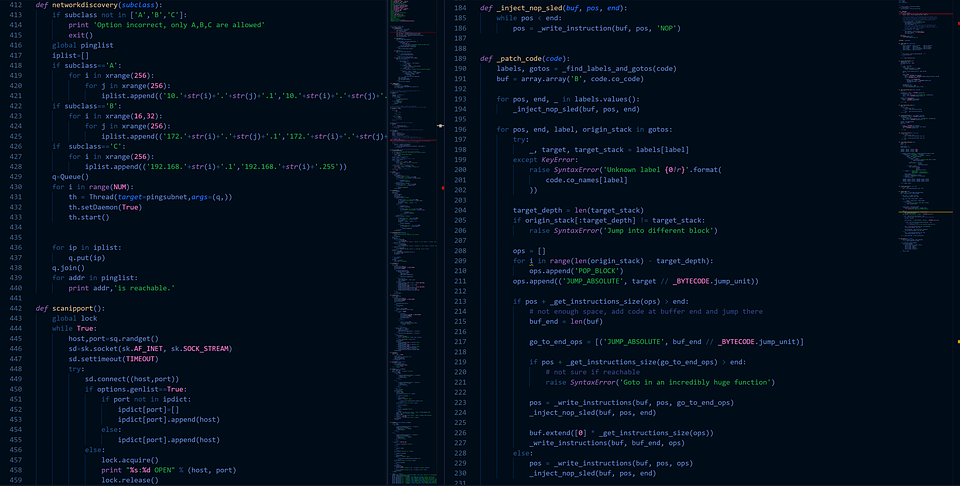 412 def networkdiscovery(subclass):
413 if subclass not in ['A','B','C']:
414 print 'Option incorrect, only A,B,C are allowed'
415 exit()
416 global pinglist
417 iplist=[]
418 if subclass=='A':
419 for i in xrange(256):
420 for j in xrange(256):
421 iplist.append(('10.'+str(i)+'.'+str(j)+'.1','10.'+str(i)+'.'+str(j)+'.
422 if subclass=='B':
423 for i in xrange(16,32):
424 for j in xrange(256):
425 iplist.append(('172.'+str(i)+'.'+str(j)+'.1','172.'+str(i)+'.'+str(j)+
426 if subclass=='C':
427 for i in xrange(256):
428 iplist.append(('192.168.'+str(i)+'.1','192.168.'+str(i)+'.255'))
429 q=Queue()
430 for i in range(NUM):
431 th = Thread(target=pingsubnet,args=(q,))
432 th.setDaemon(True)
433 th.start()
434
435
436 for ip in iplist:
437 q.put(ip)
438 q.join()
439 for addr in pinglist:
440 print addr,'is reachable.'
441
442 def scanipport():
443 global lock
444 while True:
445 host,port=sq.randget()
446 sd=sk.socket(sk.AF_INET, sk.SOCK_STREAM)
447 sd.settimeout(TIMEOUT)
448 try:
449 sd.connect((host,port))
450 if options.genlist==True:
451 if port not in ipdict:
452 ipdict[port]=[]
453 ipdict[port].append(host)
454 else:
455 ipdict[port].append(host)
456 else:
457 lock.acquire()
458 print "%s:%d OPEN" % (host, port)
459 lock.release()
184 def _inject_nop_sled(buf, pos, end):
185 while pos < end:
186 pos = _write_instruction(buf, pos, 'NOP')
187
188
189 def _patch_code(code):
190 labels, gotos = _find_labels_and_gotos(code)
191 buf = array.array('B', code.co_code)
192
193 for pos, end, _ in labels.values():
194 _inject_nop_sled(buf, pos, end)
195
196 for pos, end, label, origin_stack in gotos:
197 try:
198 _, target, target_stack = labels[label]
199 except KeyError:
200 raise SyntaxError('Unknown label {0!r}'.format(
201 code.co_names[label]
202 ))
203
204 target_depth = len(target_stack)
205 if origin_stack[:target_depth] != target_stack:
206 raise SyntaxError('Jump into different block')
207
208 ops = []
209 for i in range(len(origin_stack) - target_depth):
210 ops.append('POP_BLOCK')
211 ops.append(('JUMP_ABSOLUTE', target // _BYTECODE.jump_unit))
212
213 if pos + _get_instructions_size(ops) > end:
214 # not enough space, add code at buffer end and jump there
215 buf_end = len(buf)
216
217 go_to_end_ops = [('JUMP_ABSOLUTE', buf_end // _BYTECODE.jump_unit)]
218
219 if pos + _get_instructions_size(go_to_end_ops) > end:
220 # not sure if reachable
221 raise SyntaxError('Goto in an incredibly huge function')
222
223 pos = _write_instructions(buf, pos, go_to_end_ops)
224 _inject_nop_sled(buf, pos, end)
225
226 buf.extend([0] * _get_instructions_size(ops))
227 _write_instructions(buf, buf_end, ops)
228 else:
229 pos = _write_instructions(buf, pos, ops)
230 _inject_nop_sled(buf, pos, end)
231